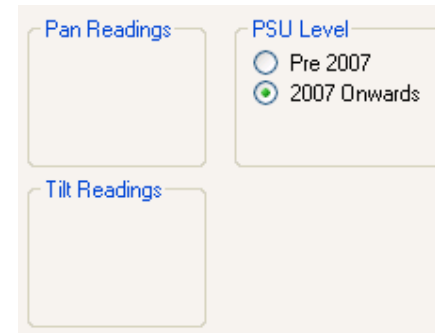 Pan Readings
PSU Level
Pre 2007
2007 Onwards
Tilt Readings